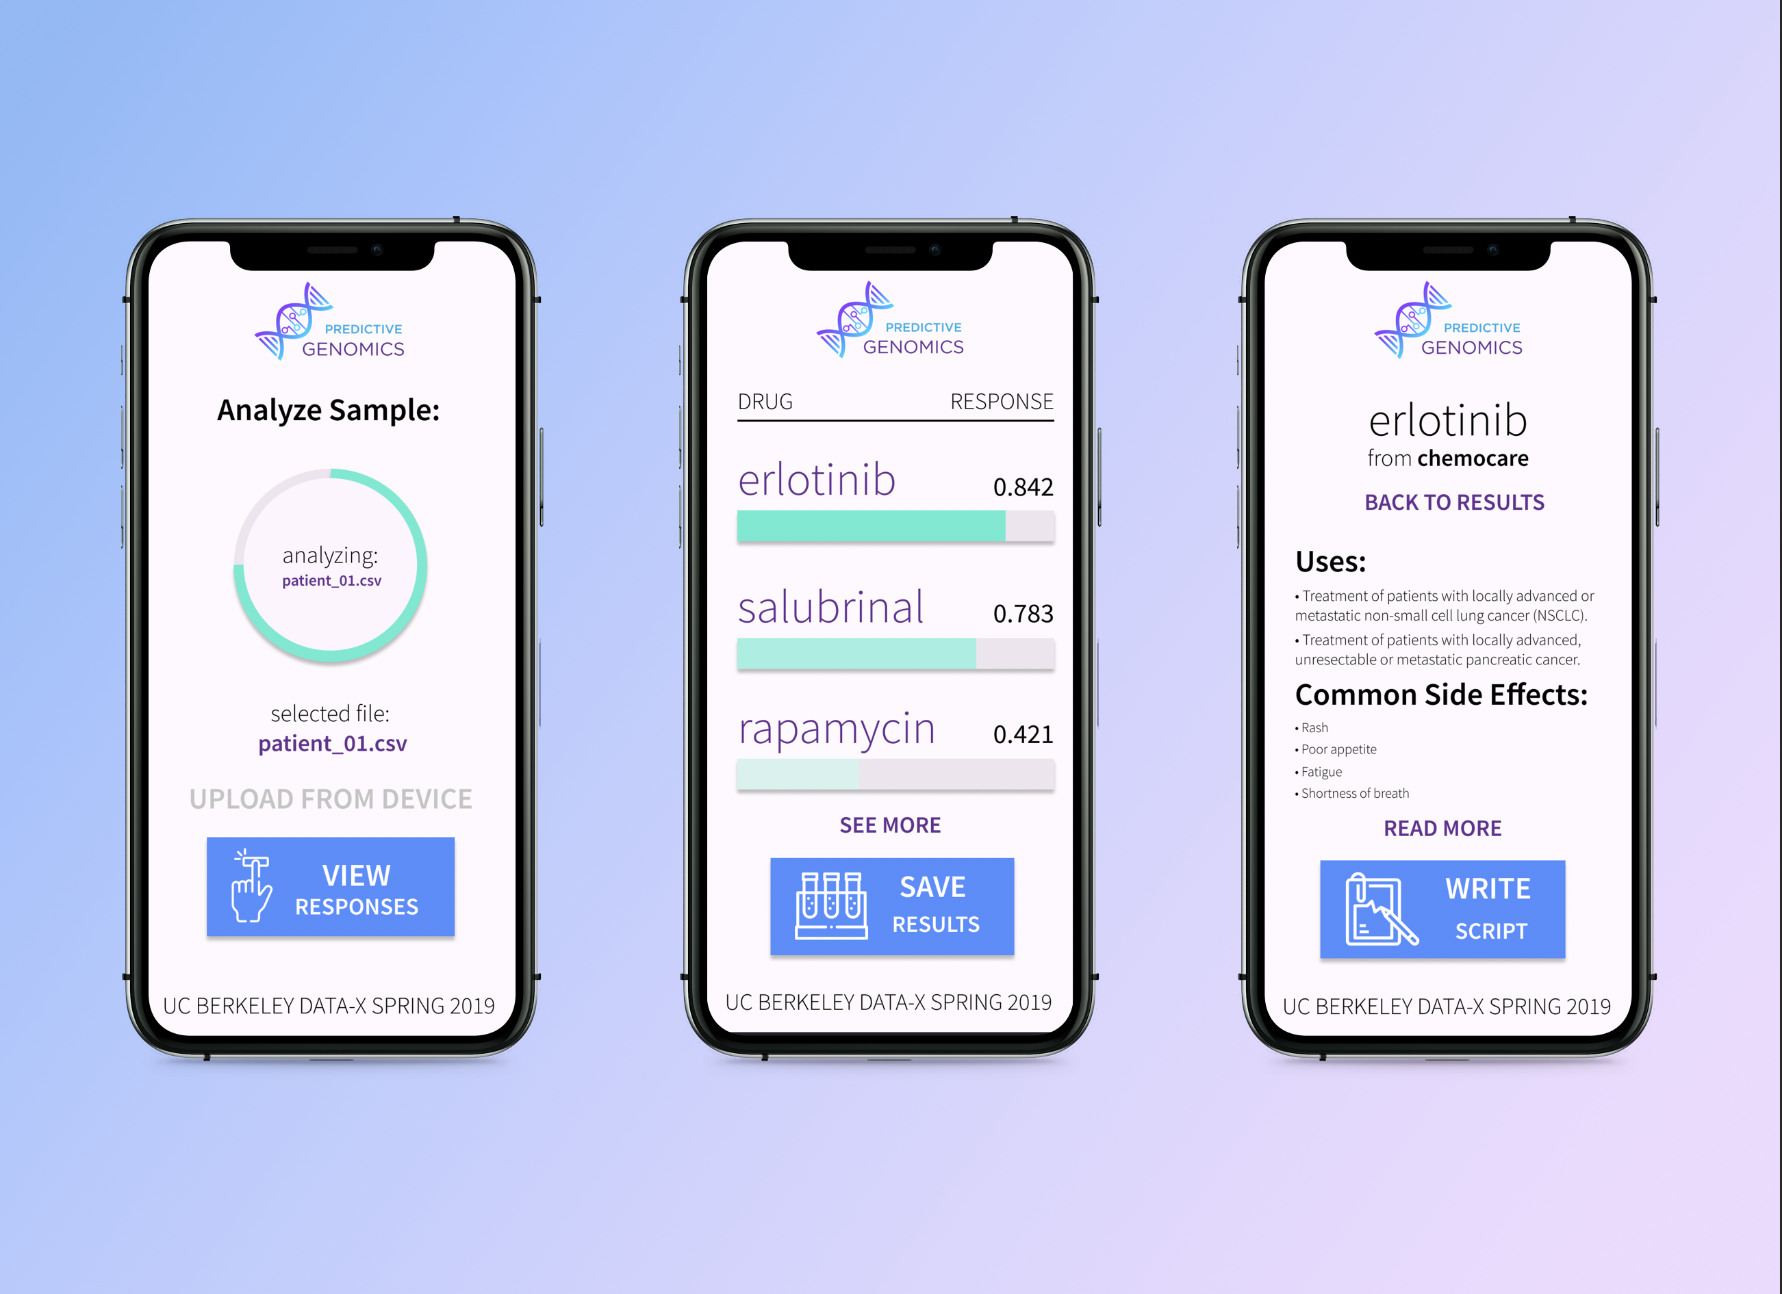 PREDICTIVE
GENOMICS
Analyze Sample:
analyzing:
patient_01.csv
selected file:
patient_01.csv
UPLOAD FROM DEVICE
VIEW
RESPONSES
UC BERKELEY DATA-X SPRING 2019
PREDICTIVE
GENOMICS
DRUG RESPONSE
erlotinib 0.842
salubrinal 0.783
rapamycin 0.421
SEE MORE
SAVE
RESULTS
UC BERKELEY DATA-X SPRING 2019
PREDICTIVE
GENOMICS
erlotinib
from chemocare
BACK TO RESULTS
Uses:
• Treatment of patients with locally advanced or
metastatic non-small cell lung cancer (NSCLC).
• Treatment of patients with locally advanced,
unresectable or metastatic pancreatic cancer.
Common Side Effects:
• Rash
• Poor appetite
• Fatigue
• Shortness of breath
READ MORE
WRITE
SCRIPT
UC BERKELEY DATA-X SPRING 2019